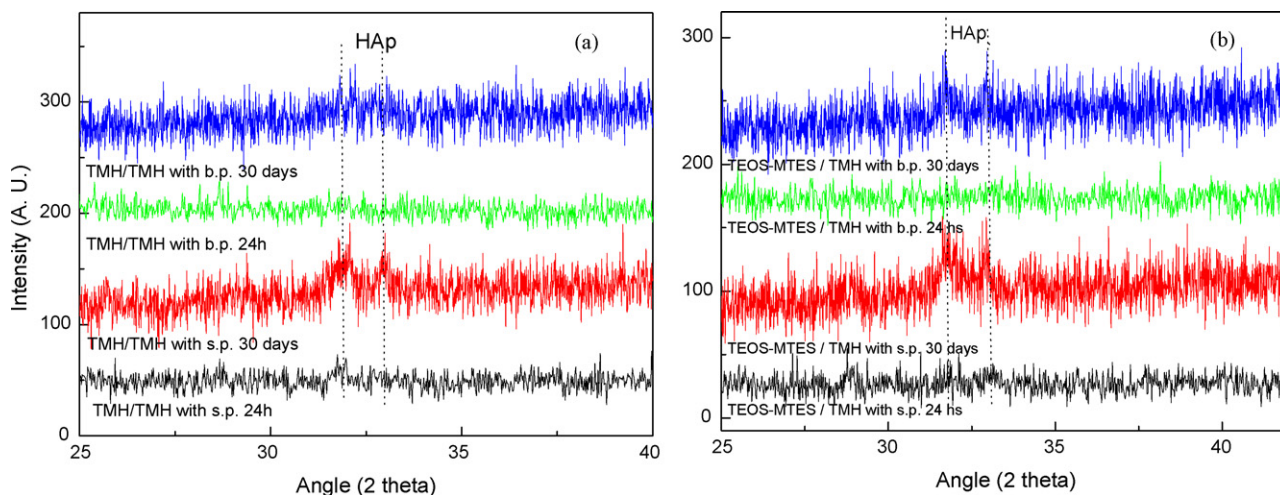 HAp
(a)
300
TMH/TMH with b.p. 30 days
200
TMH/TMH with b.p. 24h
100
TMH/TMH with s.p. 30 days
TMH/TMH with s.p. 24h
0
25
30
35
40
Intensity (A. U.)
Angle (2 theta)
300
HAp
(b)
200
TEOS-MTES / TMH with b.p. 30 days
TEOS-MTES / TMH with b.p. 24 hs
100
TEOS-MTES / TMH with s.p. 30 days
TEOS-MTES / TMH with s.p. 24 hs
0
25
30
35
40
Angle (2 theta)